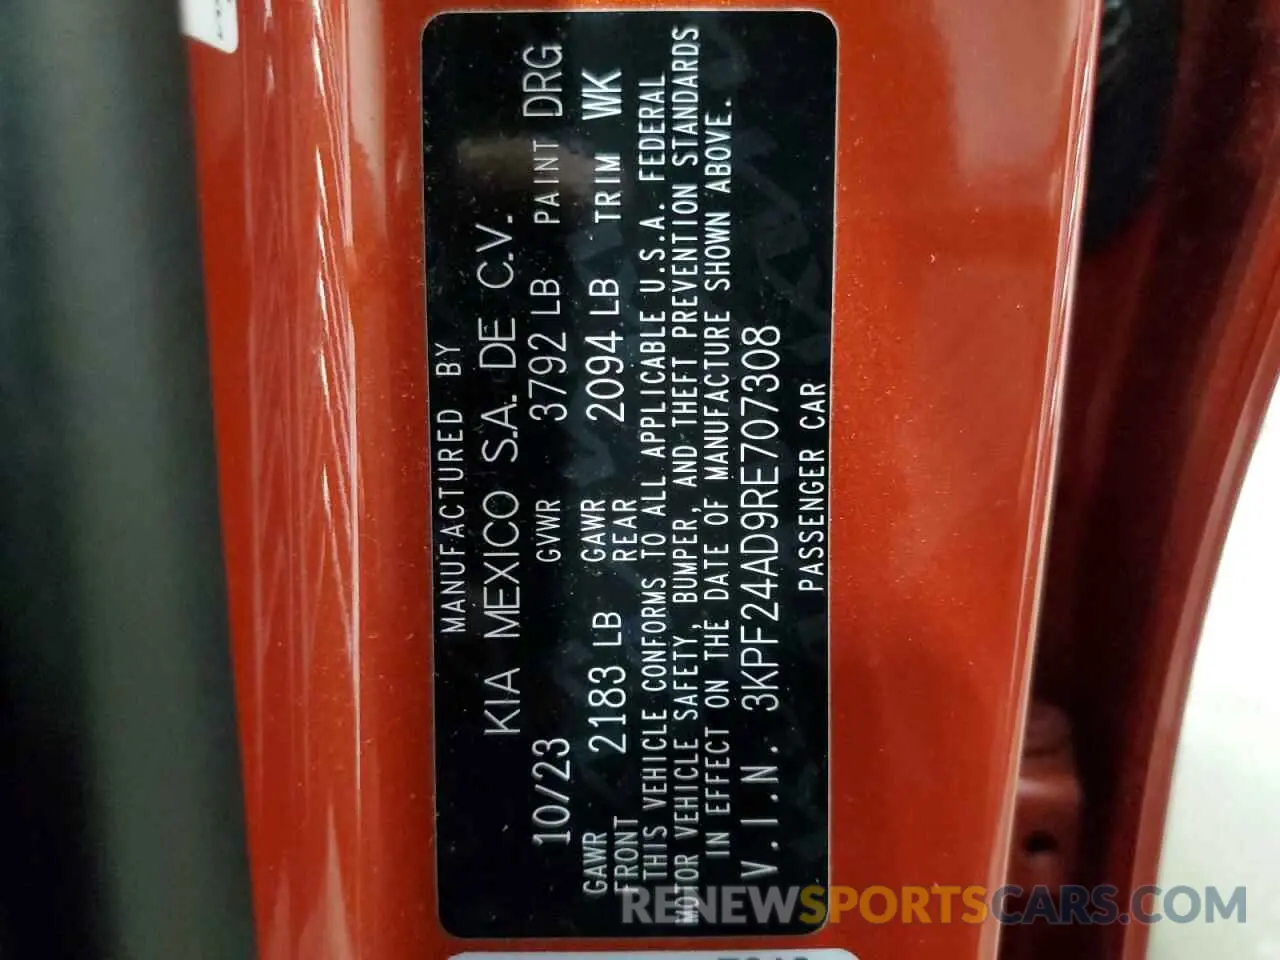 MANUFACTURED BY
KIA MEXICO S.A. DE C.V.
10/23 GVWR 3792 LB PAINT DRG
GAWR FRONT 2183 LB GAWR REAR 2094 LB TRIM WK
THIS VEHICLE CONFORMS TO ALL APPLICABLE U.S.A. FEDERAL
MOTOR VEHICLE SAFETY, BUMPER, AND THEFT PREVENTION STANDARDS
IN EFFECT ON THE DATE OF MANUFACTURE SHOWN ABOVE.
V.I.N. 3KPF24AD9RE707308
PASSENGER CAR
RENEWSPORTSCARS.COM